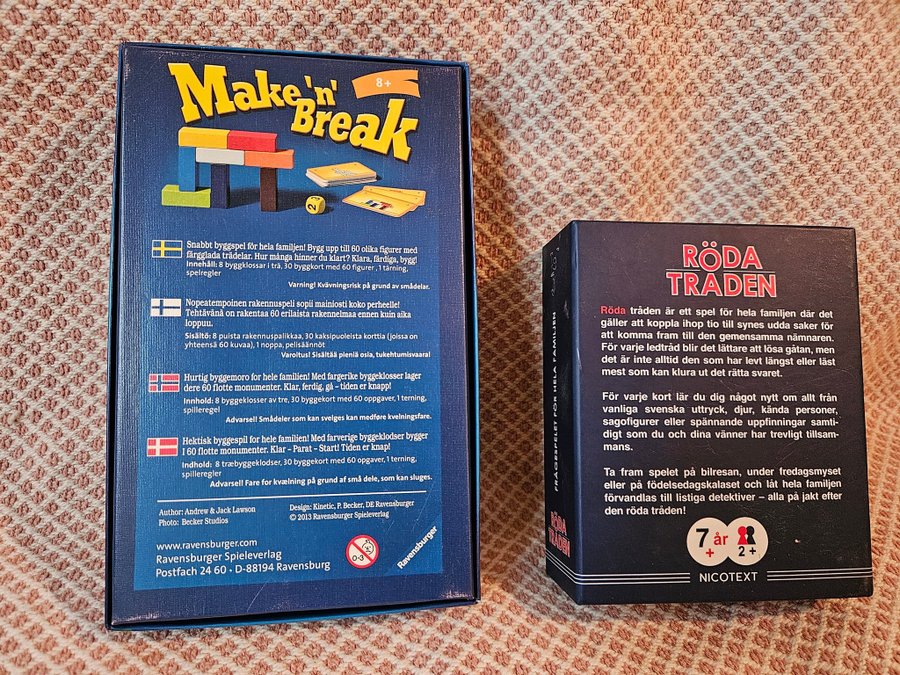 Make 'n' Break
8+
2
Snabbt byggspel för hela familjen! Bygg upp till 60 olika figurer med
färgglada trädelar. Hur många hinner du klart? Klara, färdiga, bygg!
Innehåll: 8 byggklossar i trä, 30 byggkort med 60 figurer , 1 tärning,
spelregler
Varning! Kvävningsrisk på grund av smådelar.
Nopeatempoinen rakennuspeli sopii mainiosti koko perheelle!
Tehtävänä on rakentaa 60 erilaista rakennelmaa ennen kuin aika
loppuu.
Sisältö: 8 puista rakennuspalikkaa, 30 kaksipuoleista korttia (joissa on
yhteensä 60 kuvaa), 1 noppa, pelisäännöt
Varoitus! Sisältää pieniä osia, tukehtumisvaara!
Hurtig byggemoro for hele familien! Med fargerike byggeklosser lager
dere 60 flotte monumenter. Klar, ferdig, gå – tiden er knapp!
Innhold: 8 byggeklosser av tre, 30 byggekort med 60 oppgaver, 1 terning,
spilleregel
Advarsel! Smådeler som kan svelges kan medføre kvelningsfare.
Hektisk byggespil for hele familien! Med farverige byggeklodser bygger
I 60 flotte monumenter. Klar – Parat – Start! Tiden er knap!
Indhold: 8 træbyggeklodser, 30 byggekort med 60 opgaver, 1 terning,
spilleregler
Advarsel! Fare for kvælning på grund af små dele, som kan sluges.
Author: Andrew & Jack Lawson
Photo: Becker Studios
Design: Kinetic, P. Becker, DE Ravensburger
© 2013 Ravensburger Spieleverlag
www.ravensburger.com
Ravensburger Spieleverlag
Postfach 24 60 • D-88194 Ravensburg
0-3
Ravensburger
FRÅGESPELET FÖR HELA FAMILJEN
RÖDA
TRÅDEN
RÖDA
TRÅDEN
Röda tråden är ett spel för hela familjen där det
gäller att koppla ihop tio till synes udda saker för
att komma fram till den gemensamma nämnaren.
För varje ledtråd blir det lättare att lösa gåtan, men
det är inte alltid den som har levt längst eller läst
mest som kan klura ut det rätta svaret.
För varje kort lär du dig något nytt om allt från
vanliga svenska uttryck, djur, kända personer,
sagofigurer eller spännande uppfinningar samti-
digt som du och dina vänner har trevligt tillsam-
mans.
Ta fram spelet på bilresan, under fredagsmyset
eller på födelsedagskalaset och låt hela familjen
förvandlas till listiga detektiver – alla på jakt efter
den röda tråden!
7 år
+
2+
NICOTEXT